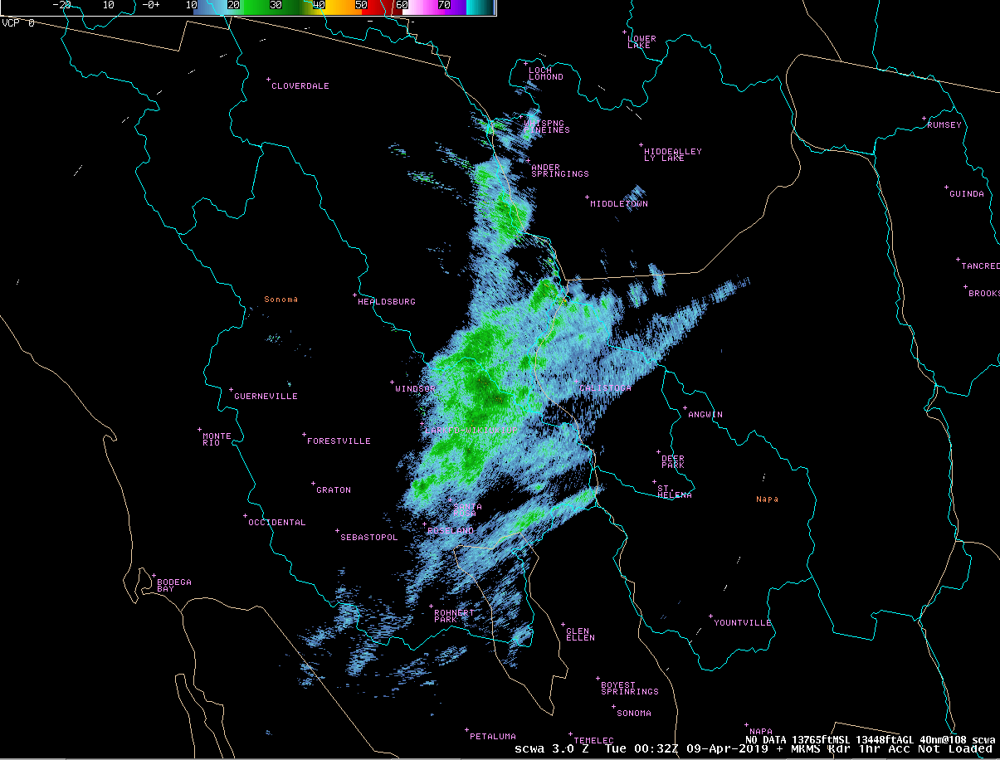 -20 10 -0+ 10 20 30 40 50 60 70
VCP 0
LOWER
LAKE
LOCH
LOMOND
CLOVERDALE
WHISPNG
PINEINES
RUMSEY
HIDDEALLEY
LY LAKE
ANDER
SPRINGINGS
GUINDA
MIDDLETOWN
TANCRED
BROOKS
Sonoma
HEALDSBURG
WINDSOR
CALISTOGA
GUERNEVILLE
ANGWIN
MONTE
RIO
FORESTVILLE
DEER
PARK
GRATON
ST.
HELENA
Napa
SANTA
ROSA
OCCIDENTAL
ROSELAND
SEBASTOPOL
BODEGA
BAY
ROHNERT
PARK
YOUNTVILLE
GLEN
ELLEN
BOYEST
SPRINRINGS
SONOMA
NAPA
PETALUMA
TEMELEC
NO DATA 13765ftMSL 13448ftAGL 40nm@108 scwa
scwa 3.0 Z Tue 00:32Z 09-Apr-2019 + MRMS Rdr 1hr Acc Not Loaded